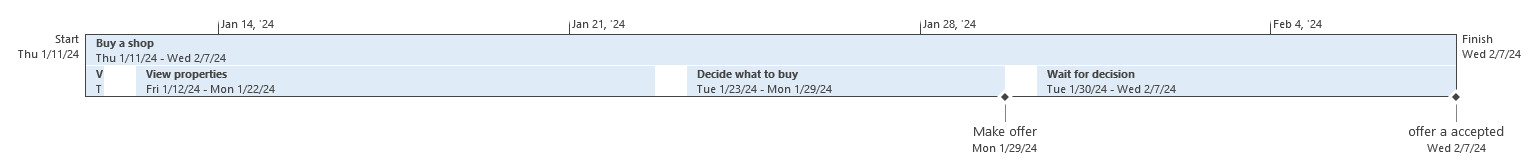 Jan 14, '24
Jan 21, '24
Jan 28, '24
Feb 4, '24
Start
Thu 1/11/24
Buy a shop
Thu 1/11/24 - Wed 2/7/24
Finish
Wed 2/7/24
V
T
View properties
Fri 1/12/24 - Mon 1/22/24
Decide what to buy
Tue 1/23/24 - Mon 1/29/24
Wait for decision
Tue 1/30/24 - Wed 2/7/24
Make offer
Mon 1/29/24
offer a accepted
Wed 2/7/24